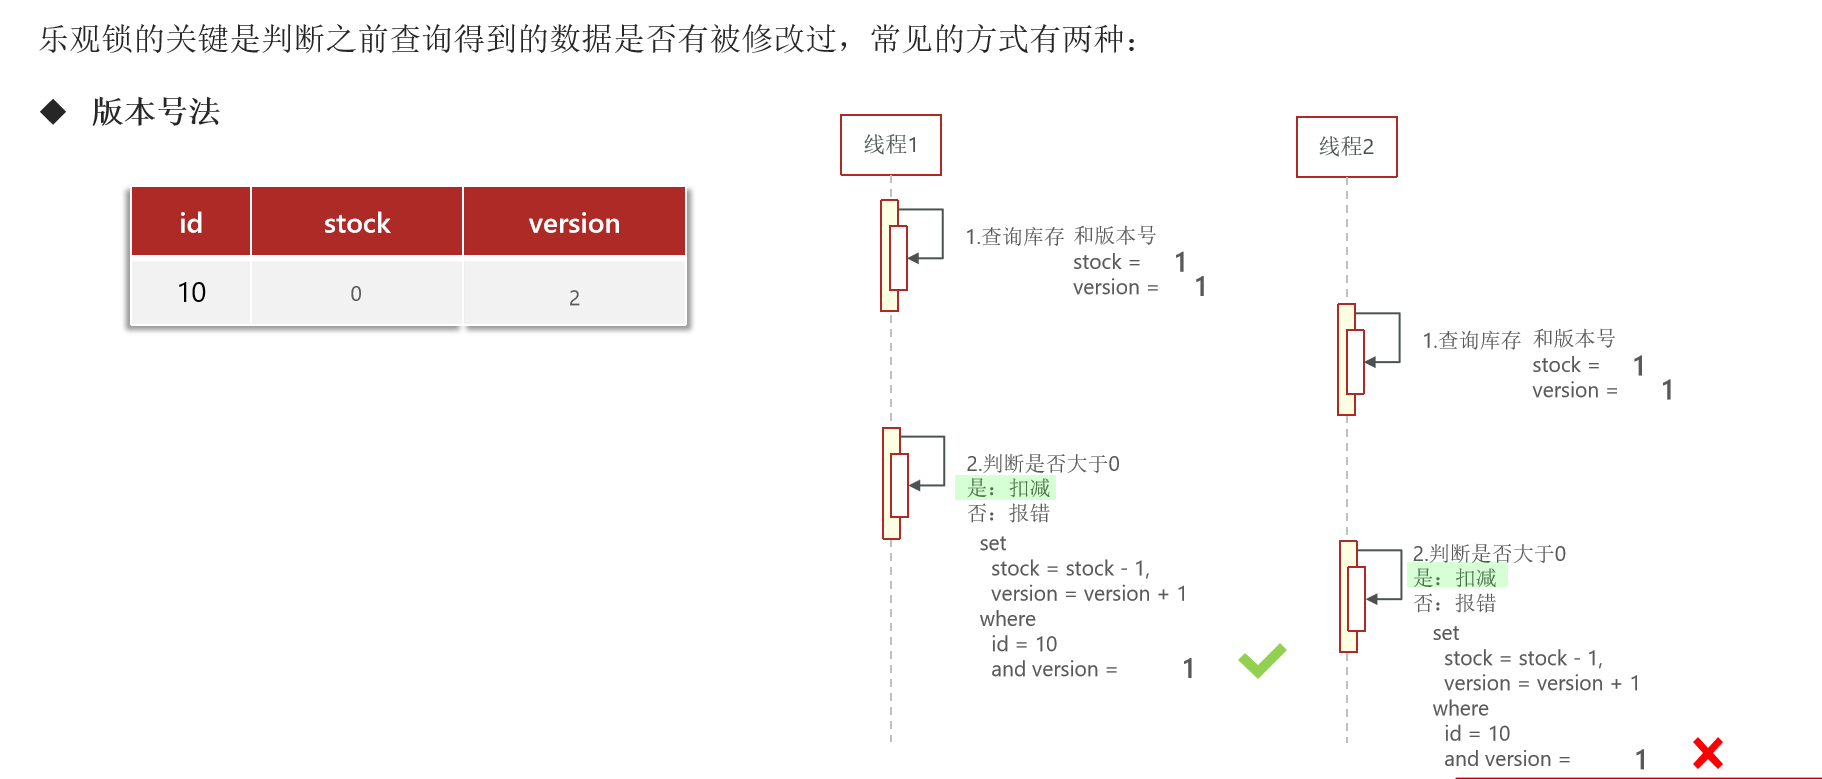 乐观锁的关键是判断之前查询得到的数据是否有被修改过，常见的方式有两种：
◆ 版本号法
id stock version
10 0 2
线程1
1.查询库存 和版本号
stock = 1
version = 1
2.判断是否大于0
是：扣减
否：报错
set
stock = stock - 1,
version = version + 1
where
id = 10
and version = 1
线程2
1.查询库存 和版本号
stock = 1
version = 1
2.判断是否大于0
是：扣减
否：报错
set
stock = stock - 1,
version = version + 1
where
id = 10
and version = 1